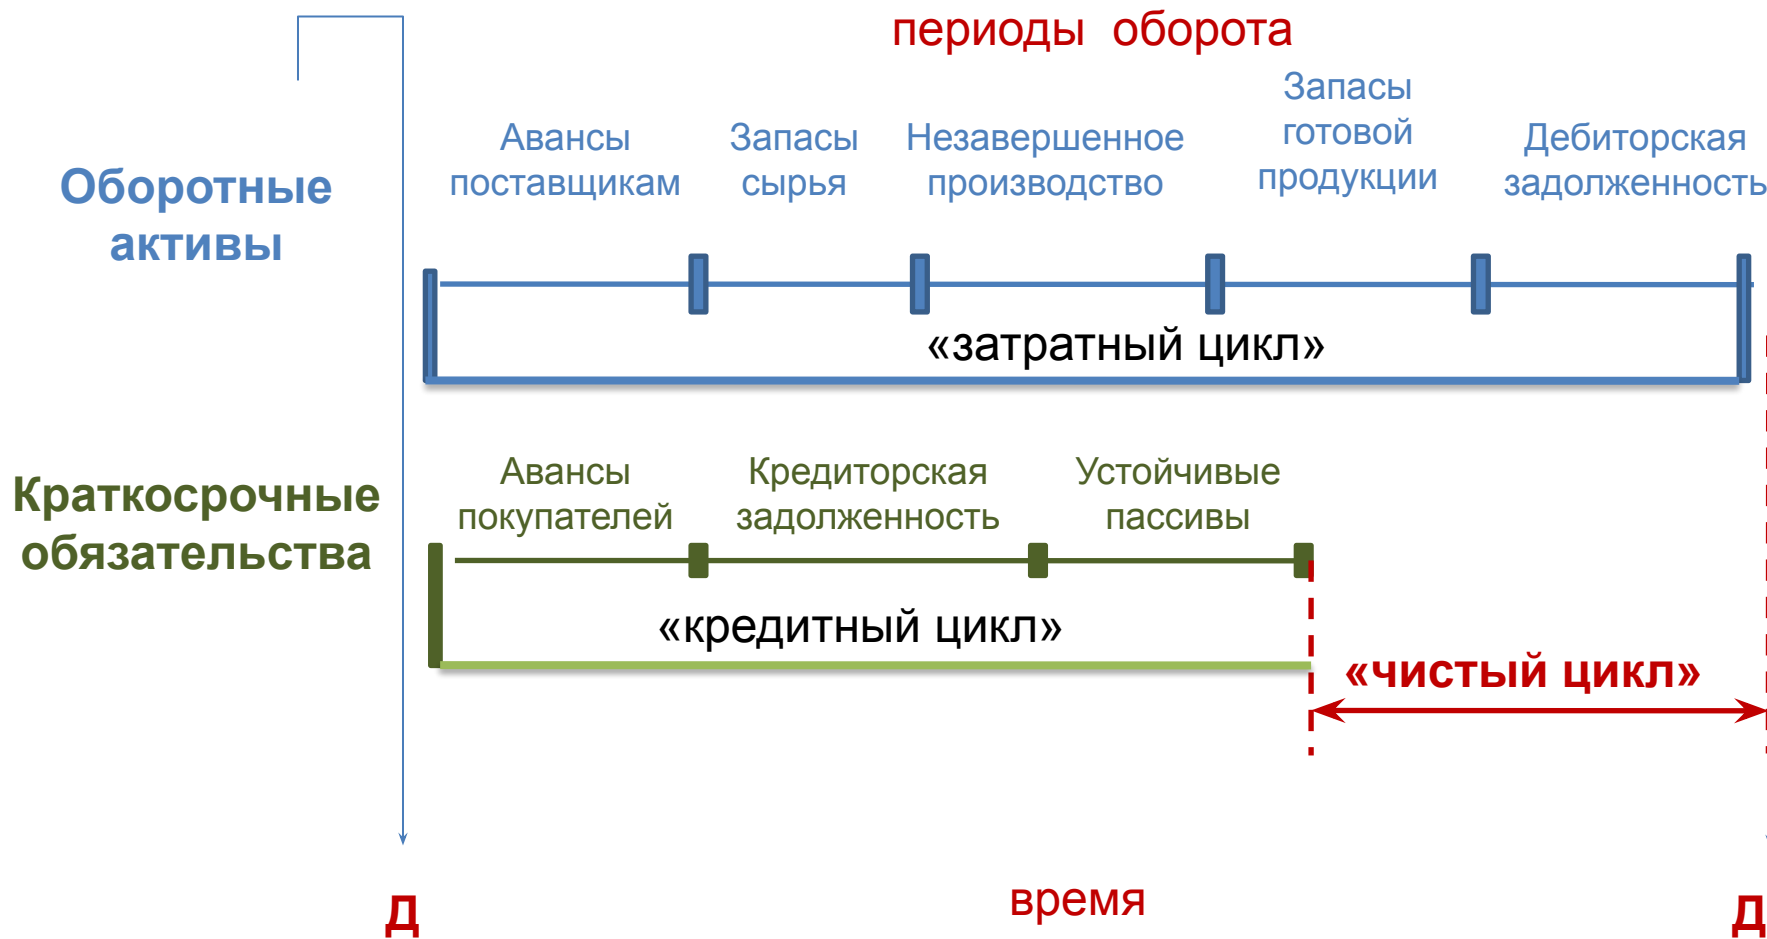 периоды оборота
Оборотные
активы
Авансы
поставщикам
Запасы
сырья
Незавершенное
производство
Запасы
готовой
продукции
Дебиторская
задолженность
«затратный цикл»
Краткосрочные
обязательства
Авансы
покупателей
Кредиторская
задолженность
Устойчивые
пассивы
«кредитный цикл»
«чистый цикл»
Д
время
Д